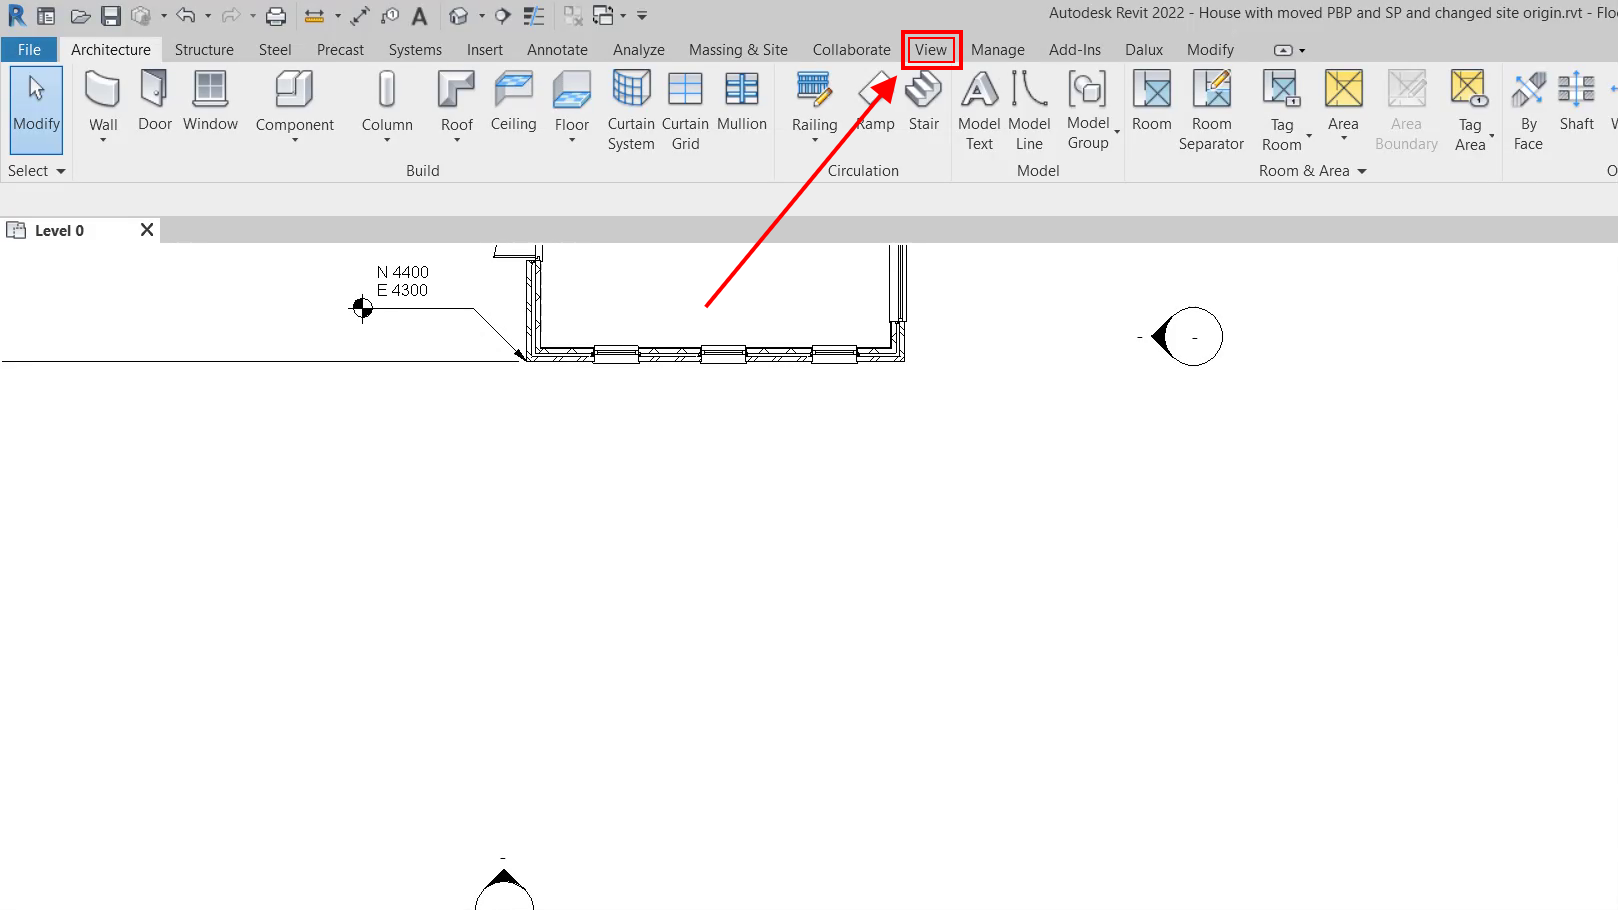 Autodesk Revit 2022 - House with moved PBP and SP and changed site origin.rvt - Floo
File Architecture Structure Steel Precast Systems Insert Annotate Analyze Massing & Site Collaborate View Manage Add-Ins Dalux Modify
Modify
Wall
Door
Window
Component
Column
Roof
Ceiling
Floor
Curtain
System
Curtain
Grid
Mullion
Railing
Ramp
Stair
Model
Text
Model
Line
Model
Group
Room
Room
Separator
Tag
Room
Area
Area
Boundary
Tag
Area
By
Face
Shaft
Select
Build
Circulation
Model
Room & Area
Level 0
N 4400
E 4300